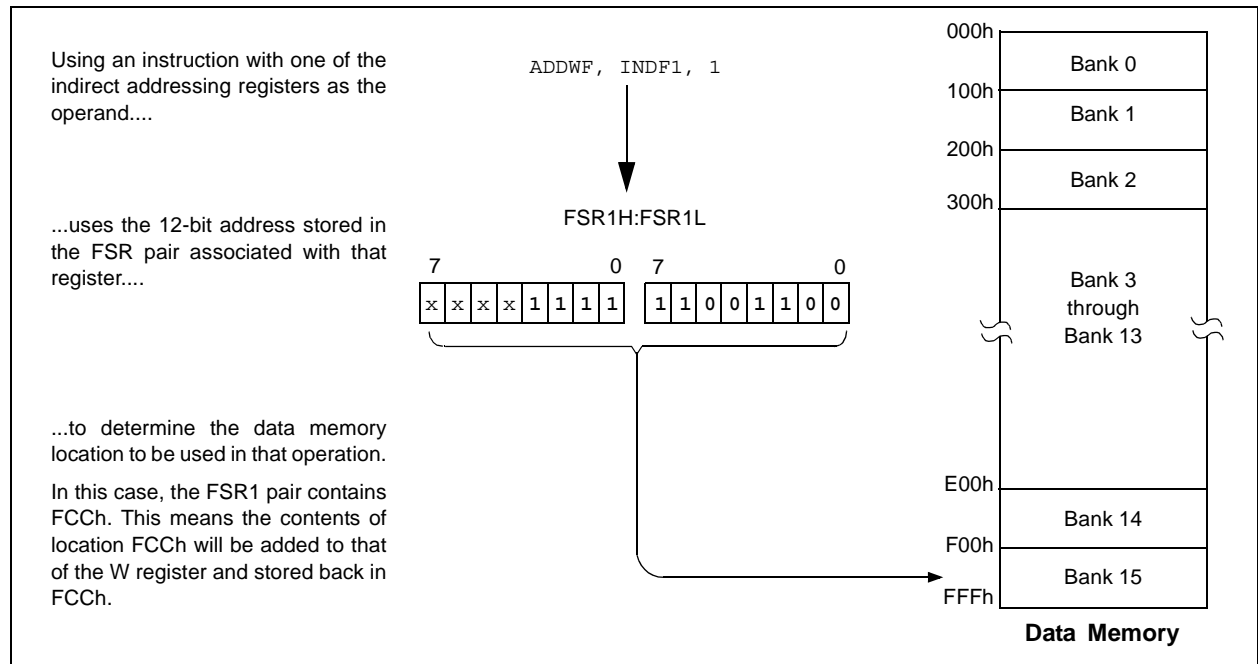 Using an instruction with one of the
indirect addressing registers as the
operand....
ADDWF, INDF1, 1
...uses the 12-bit address stored in
the FSR pair associated with that
register....
FSR1H:FSR1L
7 0 7 0
x x x x 1 1 1 1 1 1 0 0 1 1 0 0
...to determine the data memory
location to be used in that operation.
In this case, the FSR1 pair contains
FCCh. This means the contents of
location FCCh will be added to that
of the W register and stored back in
FCCh.
000h
Bank 0
100h
Bank 1
200h
Bank 2
300h
Bank 3
through
Bank 13
E00h
Bank 14
F00h
Bank 15
FFFh
Data Memory